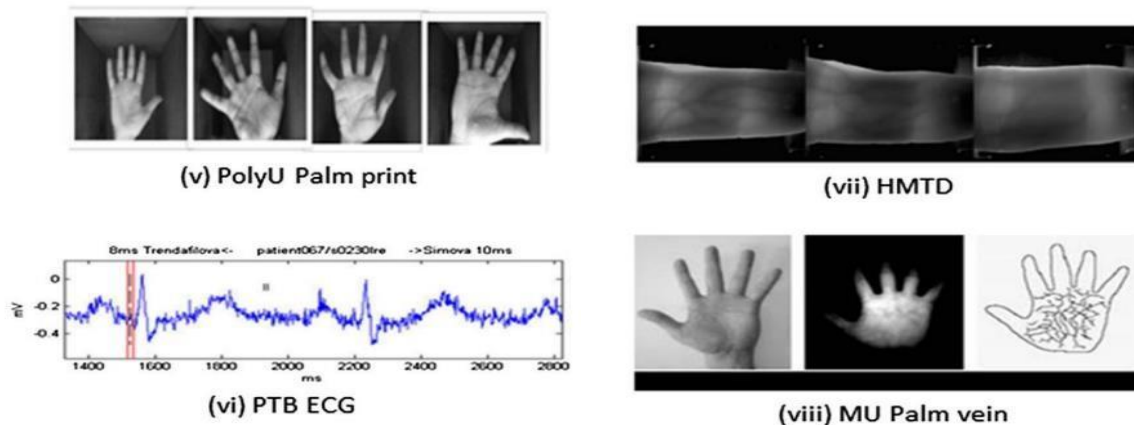 (v) PolyU Palm print
(vii) HMTD
8ms Trendafilova<- patient067/s0230lre ->Simova 10ms
II
mV
0
-0.2
-0.4
1400 1600 1800 2000 2200 2400 2600 2800
ms
(vi) PTB ECG
(viii) MU Palm vein